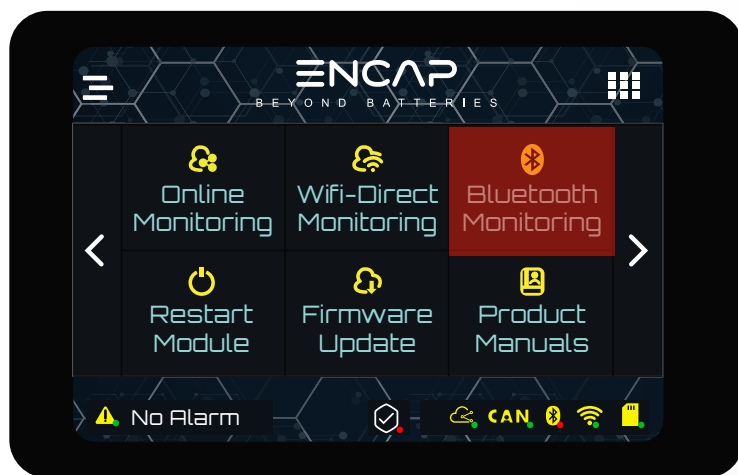 ENCAP
BEYOND BATTERIES
Online
Monitoring
Wifi-Direct
Monitoring
Bluetooth
Monitoring
Restart
Module
Firmware
Update
Product
Manuals
No Alarm
CAN